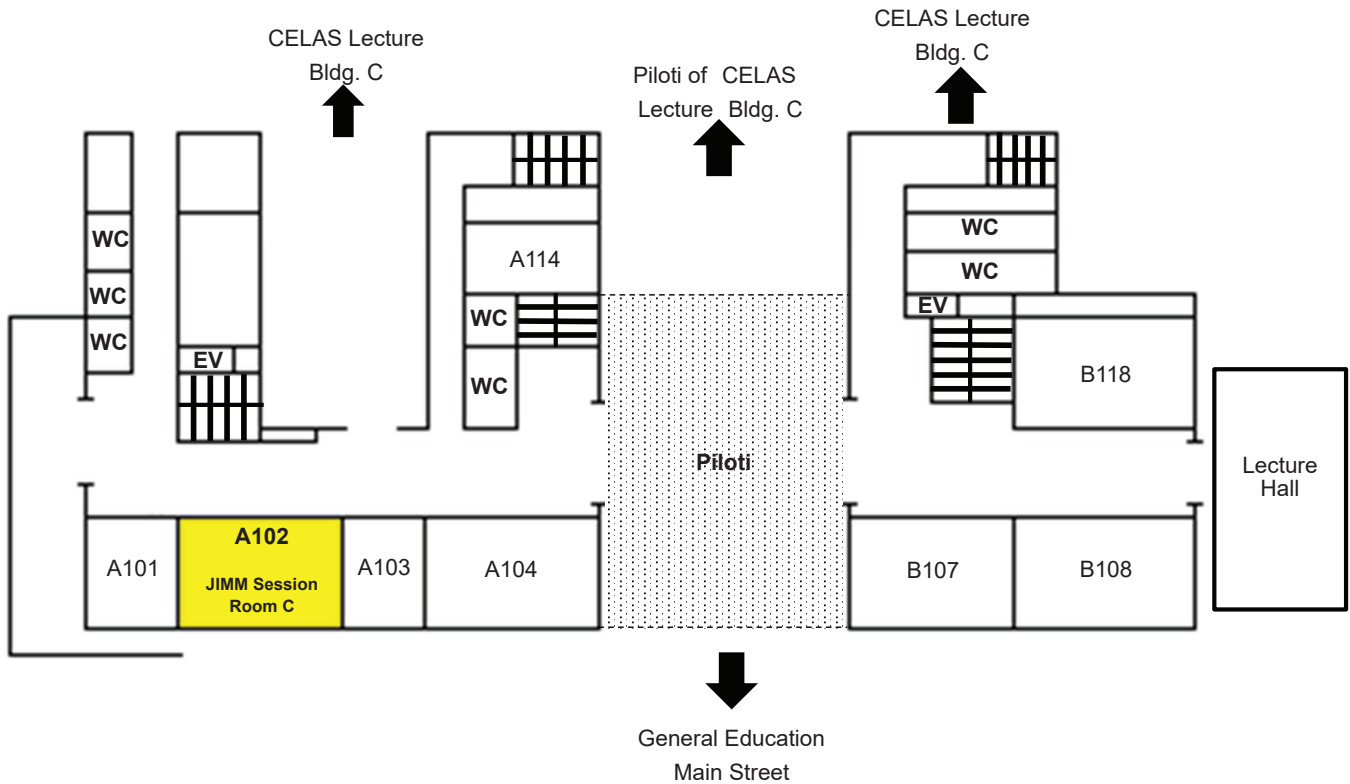 CELAS Lecture
Bldg. C
Piloti of CELAS
Lecture Bldg. C
CELAS Lecture
Bldg. C
WC
WC
WC
EV
A114
WC
WC
WC
WC
EV
B118
Piloti
Lecture
Hall
A101
A102
JIMM Session
Room C
A103
A104
B107
B108
General Education
Main Street